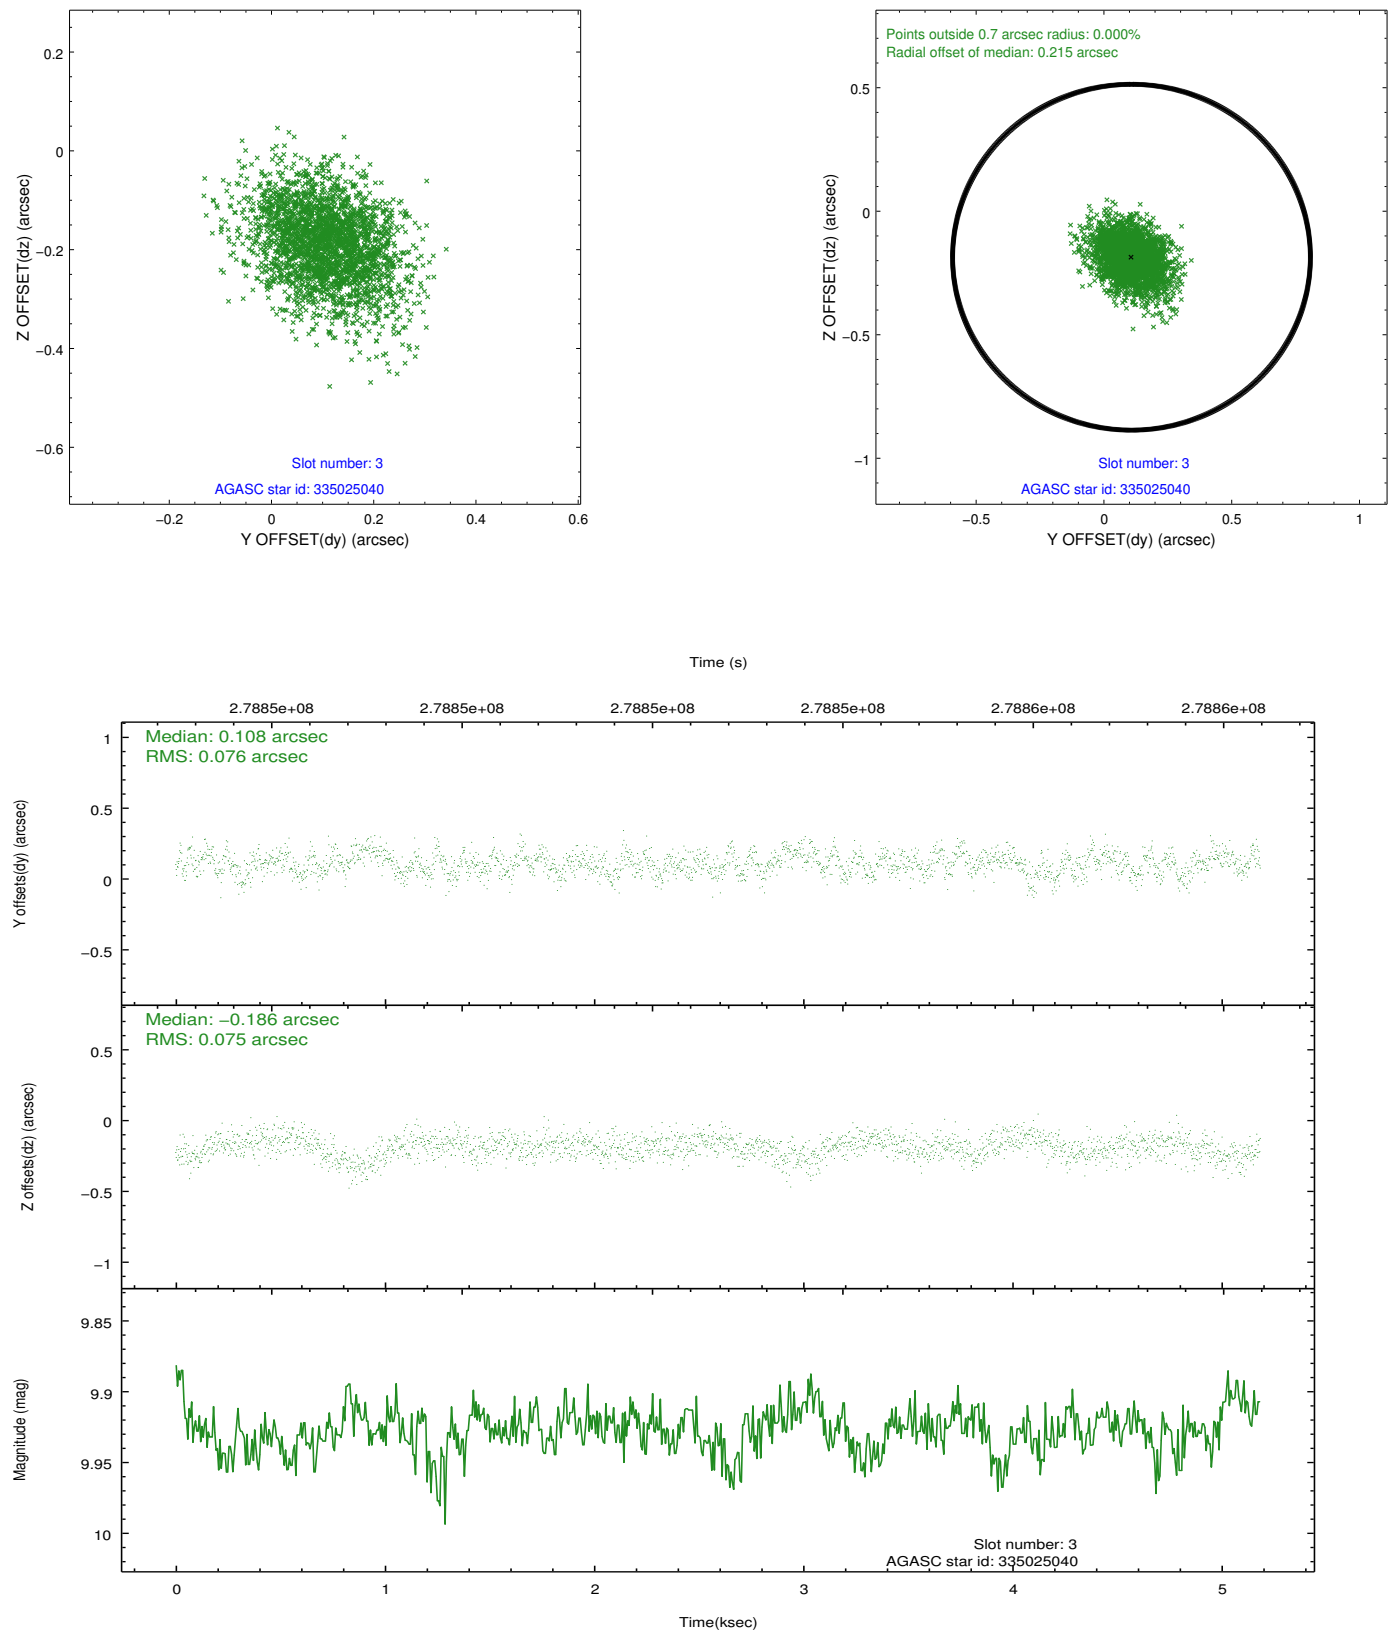 0.2
0
−0.2
−0.4
−0.6
Z OFFSET(dz) (arcsec)
Slot number: 3
AGASC star id: 335025040
−0.2
0
0.2
0.4
0.6
Y OFFSET(dy) (arcsec)
Points outside 0.7 arcsec radius: 0.000%
Radial offset of median: 0.215 arcsec
0.5
0
−0.5
−1
Z OFFSET(dz) (arcsec)
Slot number: 3
AGASC star id: 335025040
−0.5
0
0.5
1
Y OFFSET(dy) (arcsec)
Time (s)
2.7885e+08
2.7885e+08
2.7885e+08
2.7885e+08
2.7886e+08
2.7886e+08
Median: 0.108 arcsec
RMS: 0.076 arcsec
1
0.5
0
−0.5
Y offsets(dy) (arcsec)
Median: −0.186 arcsec
RMS: 0.075 arcsec
0.5
0
−0.5
−1
Z offsets(dz) (arcsec)
9.85
9.9
9.95
10
Magnitude (mag)
Slot number: 3
AGASC star id: 335025040
0
1
2
3
4
5
Time(ksec)